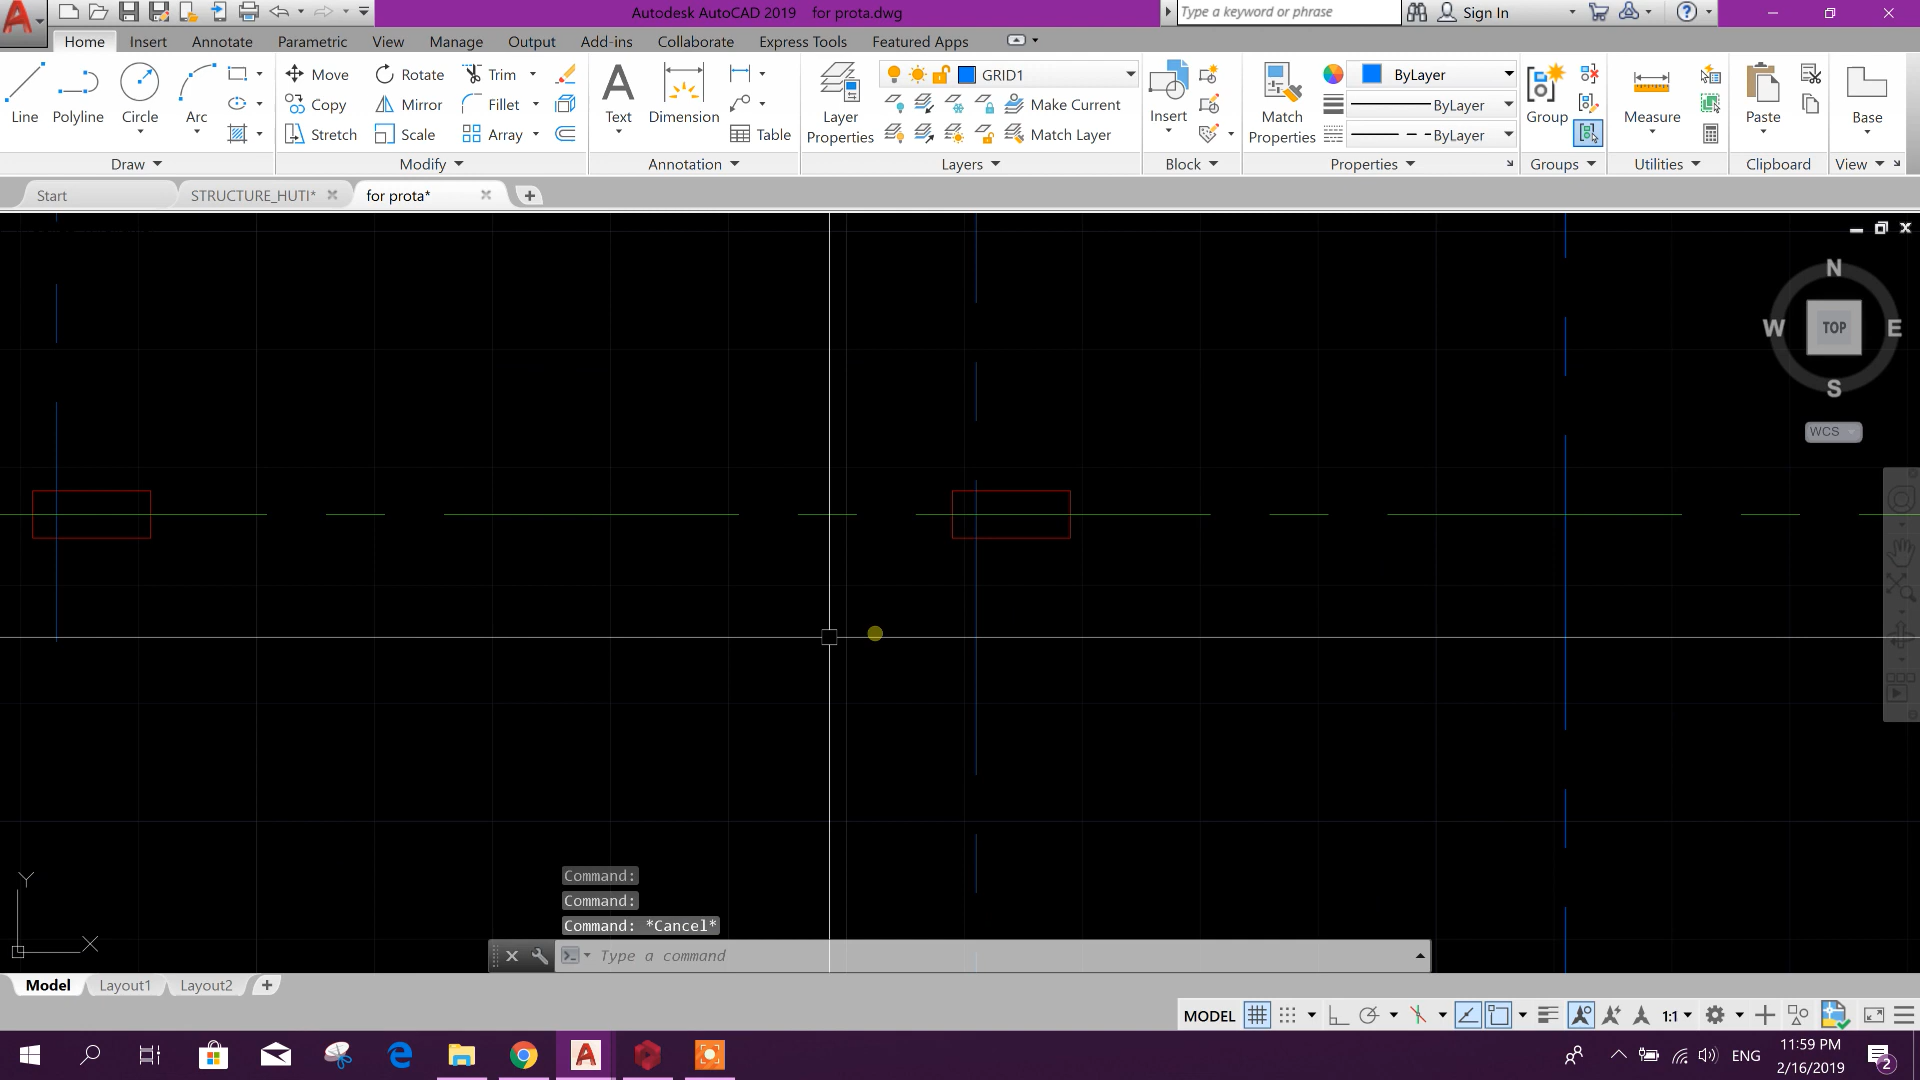 Autodesk AutoCAD 2019 for prota.dwg
Type a keyword or phrase
Sign In
Home Insert Annotate Parametric View Manage Output Add-ins Collaborate Express Tools Featured Apps
Line Polyline Circle Arc
Move Rotate Trim
Copy Mirror Fillet
Stretch Scale Array
Text Dimension
Table
Layer Properties
GRID1
Make Current
Match Layer
Insert
Match Properties
ByLayer
ByLayer
ByLayer
Group
Measure
Paste
Base
Draw Modify Annotation Layers Block Properties Groups Utilities Clipboard View
Start STRUCTURE_HUTI* for prota*
N
W TOP E
S
WCS
Y
X
Command:
Command:
Command: *Cancel*
Type a command
Model Layout1 Layout2
MODEL 1:1
ENG
11:59 PM
2/16/2019
2